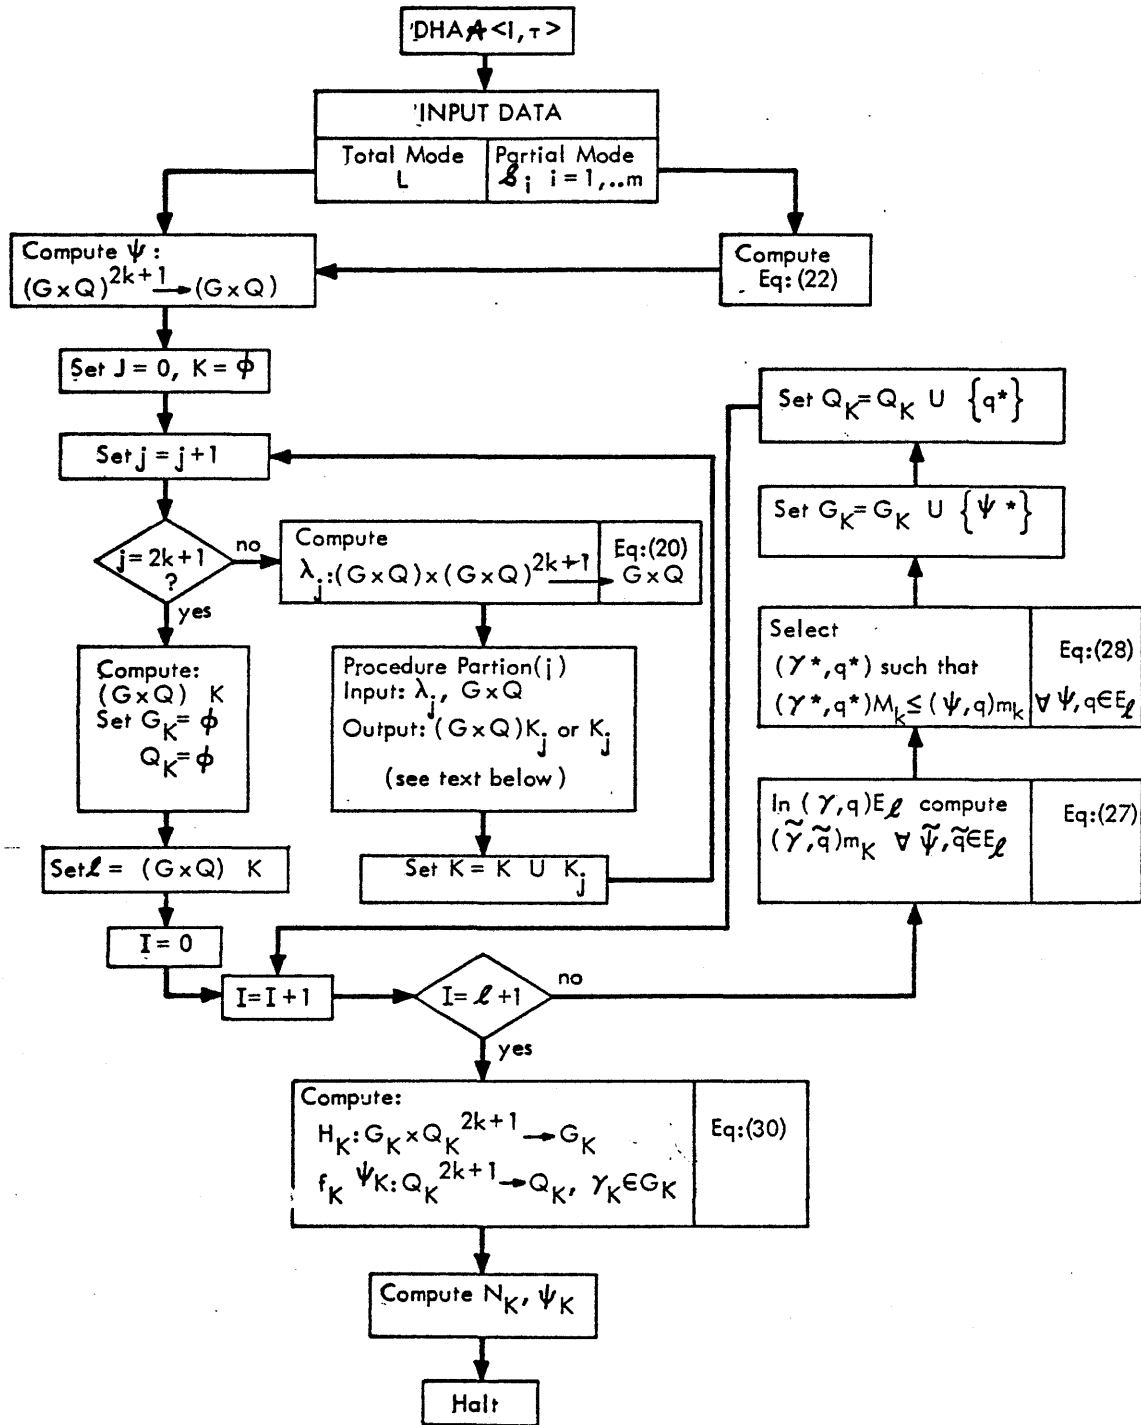 DHA A <I, τ>
INPUT DATA
Total Mode
L
Partial Mode
𝓈i i = 1,..m
Compute ψ:
(G x Q)^2k+1 → (G x Q)
Compute
Eq:(22)
Set J = 0, K = ϕ
Set j = j+1
j = 2k+1
?
no
yes
Compute
λj:(G x Q) x (G x Q)^2k+1 → G x Q
Eq:(20)
Compute:
(G x Q) K
Set GK = ϕ
QK = ϕ
Procedure Partion(j)
Input: λj, G x Q
Output: (G x Q)Kj or Kj
(see text below)
Set K = K U Kj
Set ℓ = (G x Q) K
I = 0
I = I + 1
I = ℓ + 1
no
yes
Set QK = QK U {q*}
Set GK = GK U {ψ *}
Select
(γ*, q*) such that
(γ*, q*)Mk ≤ (ψ, q)mk ∀ ψ, q∈Eℓ
Eq:(28)
In (γ, q)Eℓ compute
(γ̃, q̃)mK ∀ ψ̃, q̃∈Eℓ
Eq:(27)
Compute:
HK: GK x QK^2k+1 → GK
fK ψK: QK^2k+1 → QK, γK∈GK
Eq:(30)
Compute NK, ψK
Halt